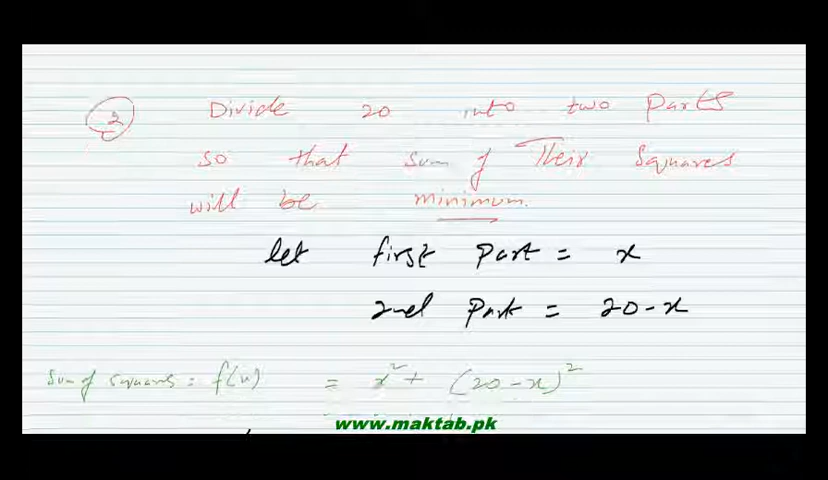 2 Divide 20 into two parts
so that sum of Their squares
will be minimum.
let first part = x
2nd part = 20-x
Sum of squares = f(x) = x² + (20-x)²
www.maktab.pk